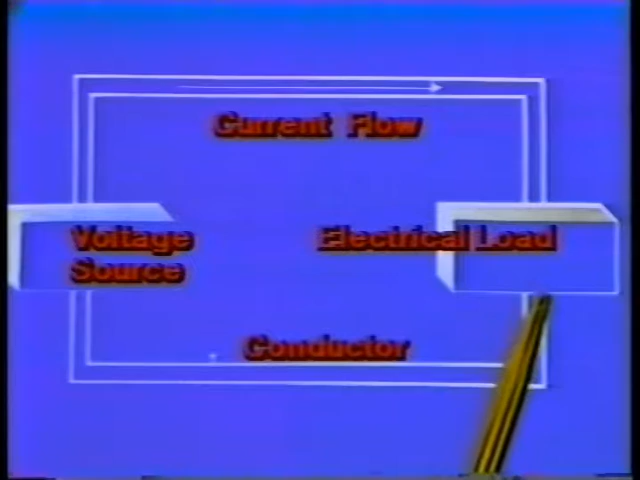 Current Flow
Voltage
Source
Electrical Load
Conductor